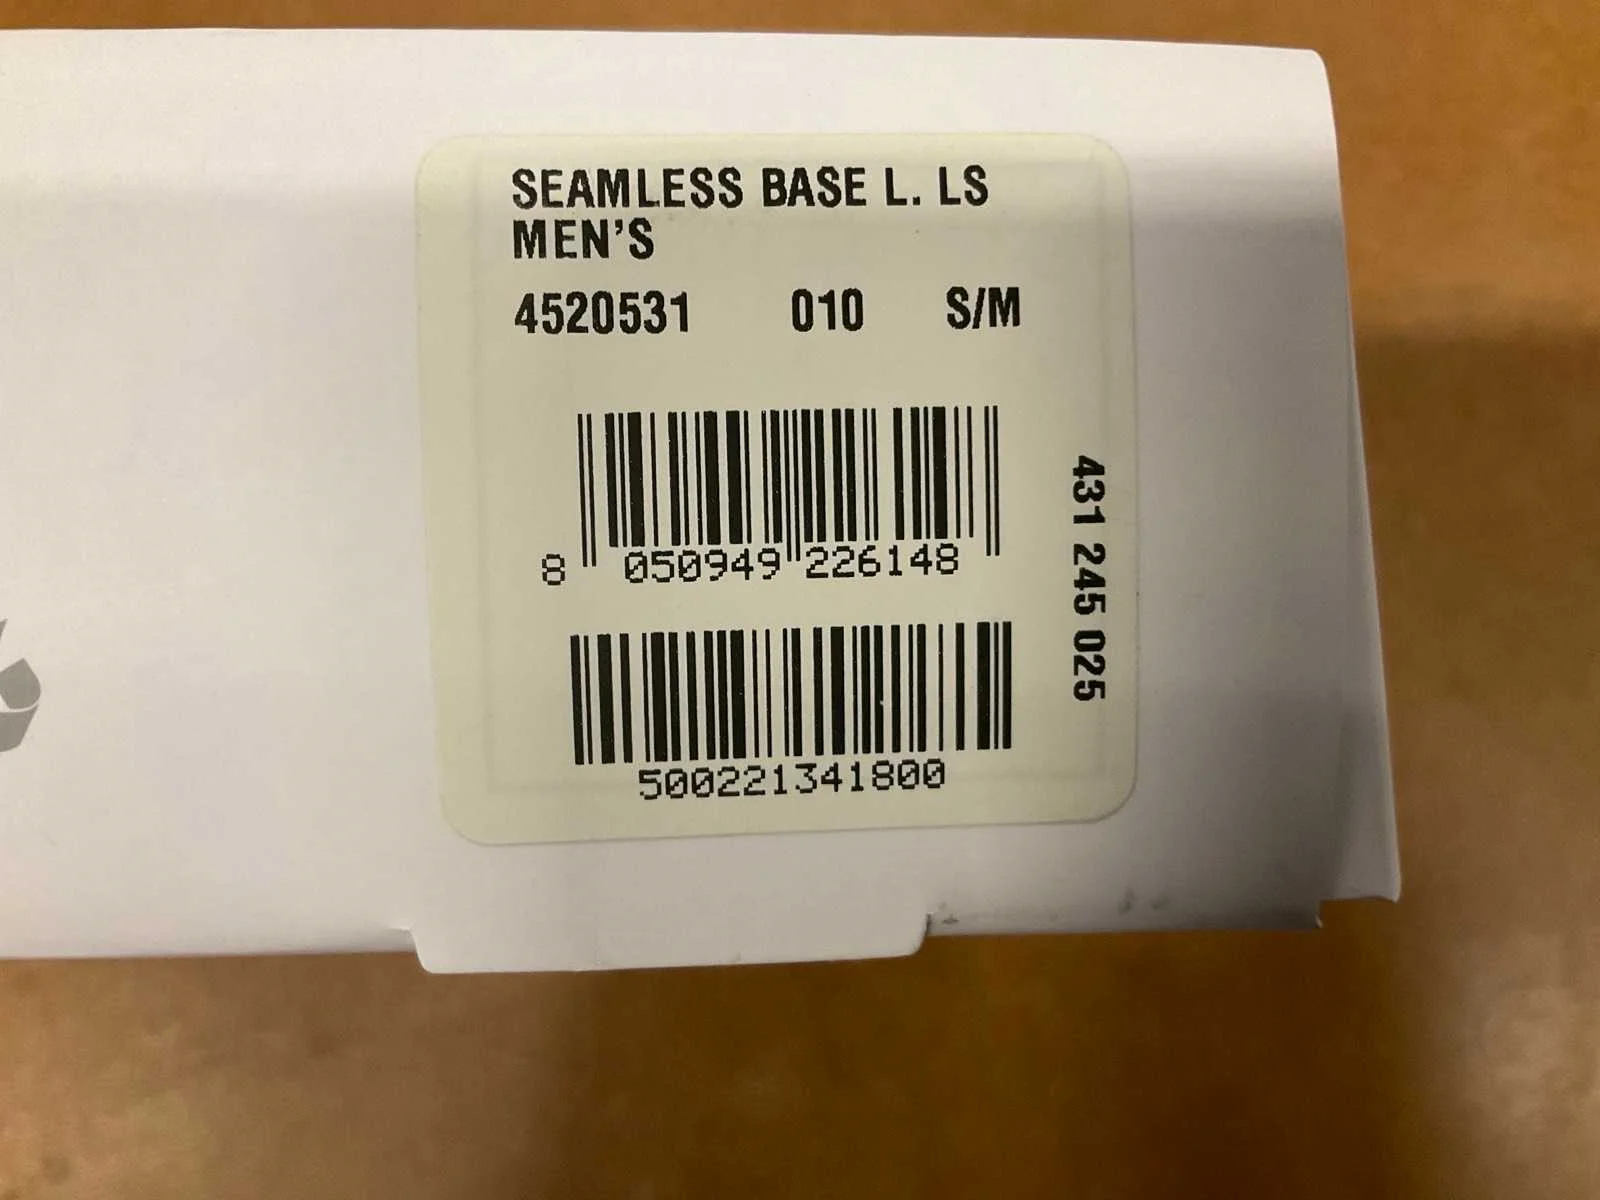 SEAMLESS BASE L. LS
MEN'S
4520531 010 S/M
8 050949 226148
500221341800
431 245 025